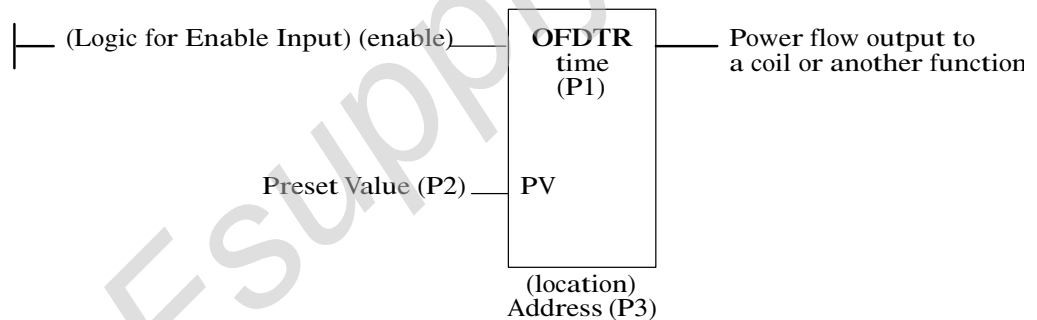 (Logic for Enable Input) (enable)
OFDTR
time
(P1)
Power flow output to
a coil or another function
Preset Value (P2)
PV
(location)
Address (P3)
Esupp